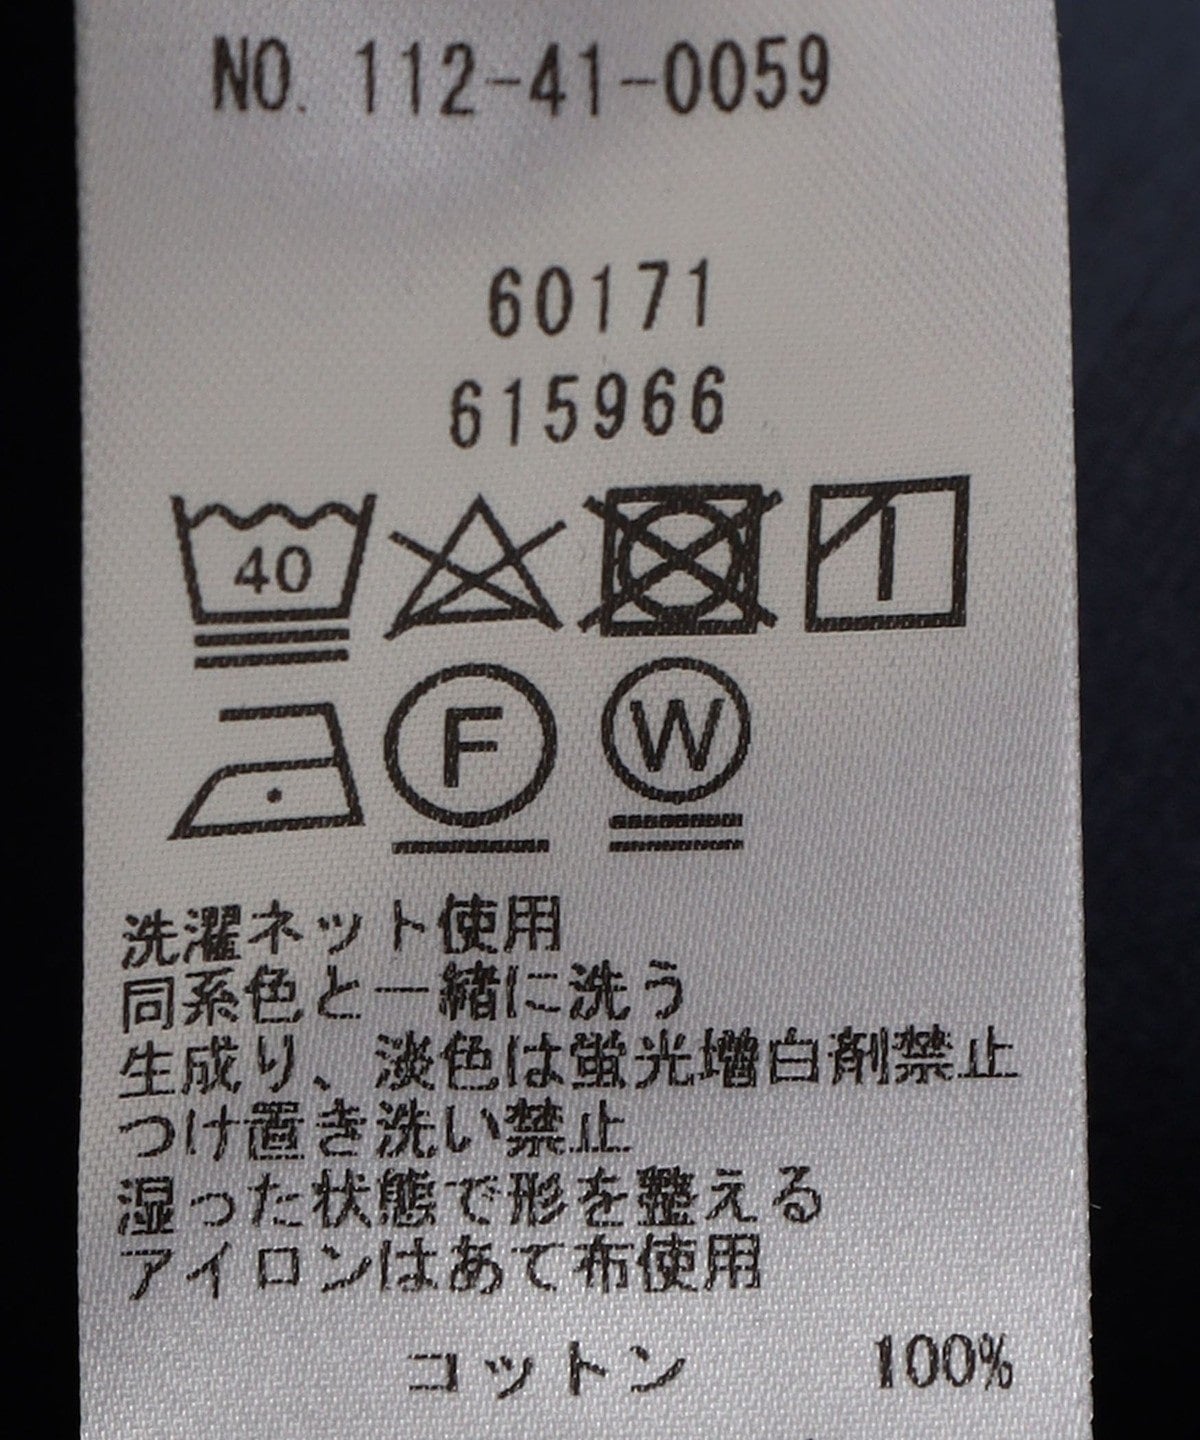 NO. 112-41-0059
60171
615966
40
F W
洗濯ネット使用
同系色と一緒に洗う
生成り、淡色は蛍光増白剤禁止
つけ置き洗い禁止
湿った状態で形を整える
アイロンはあて布使用
コットン 100%